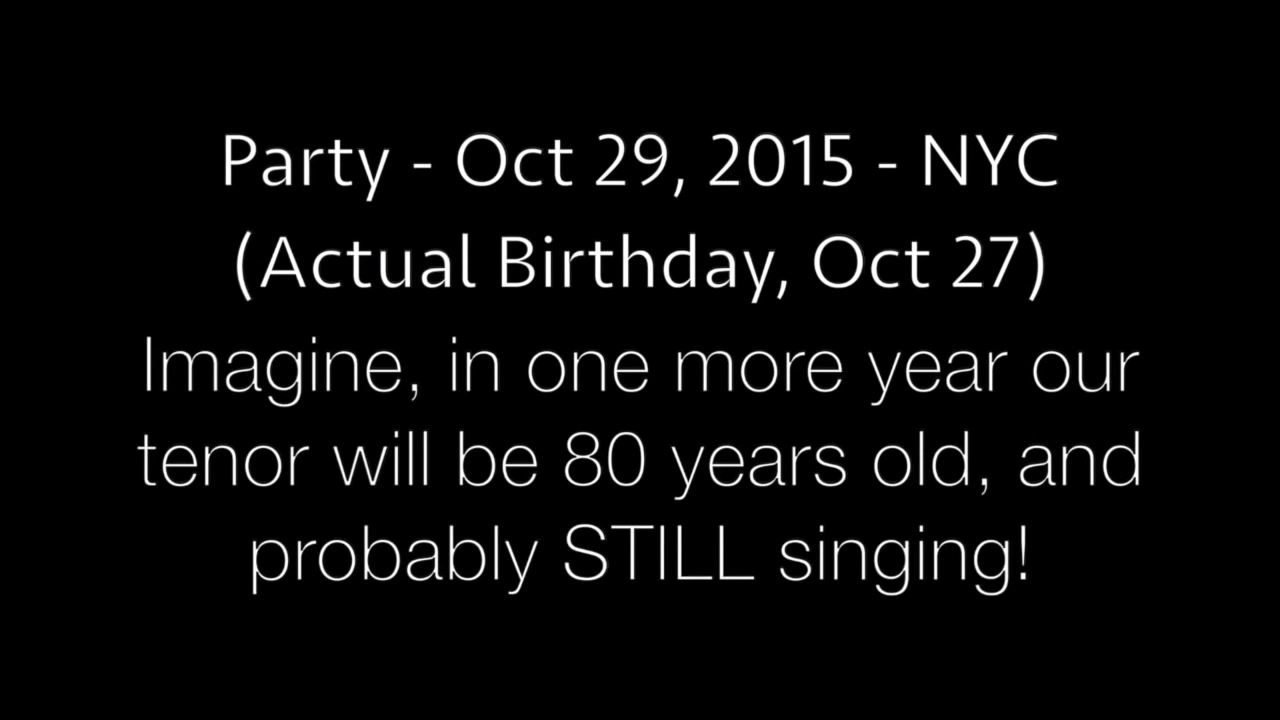 Party - Oct 29, 2015 - NYC
(Actual Birthday, Oct 27)
Imagine, in one more year our
tenor will be 80 years old, and
probably STILL singing!